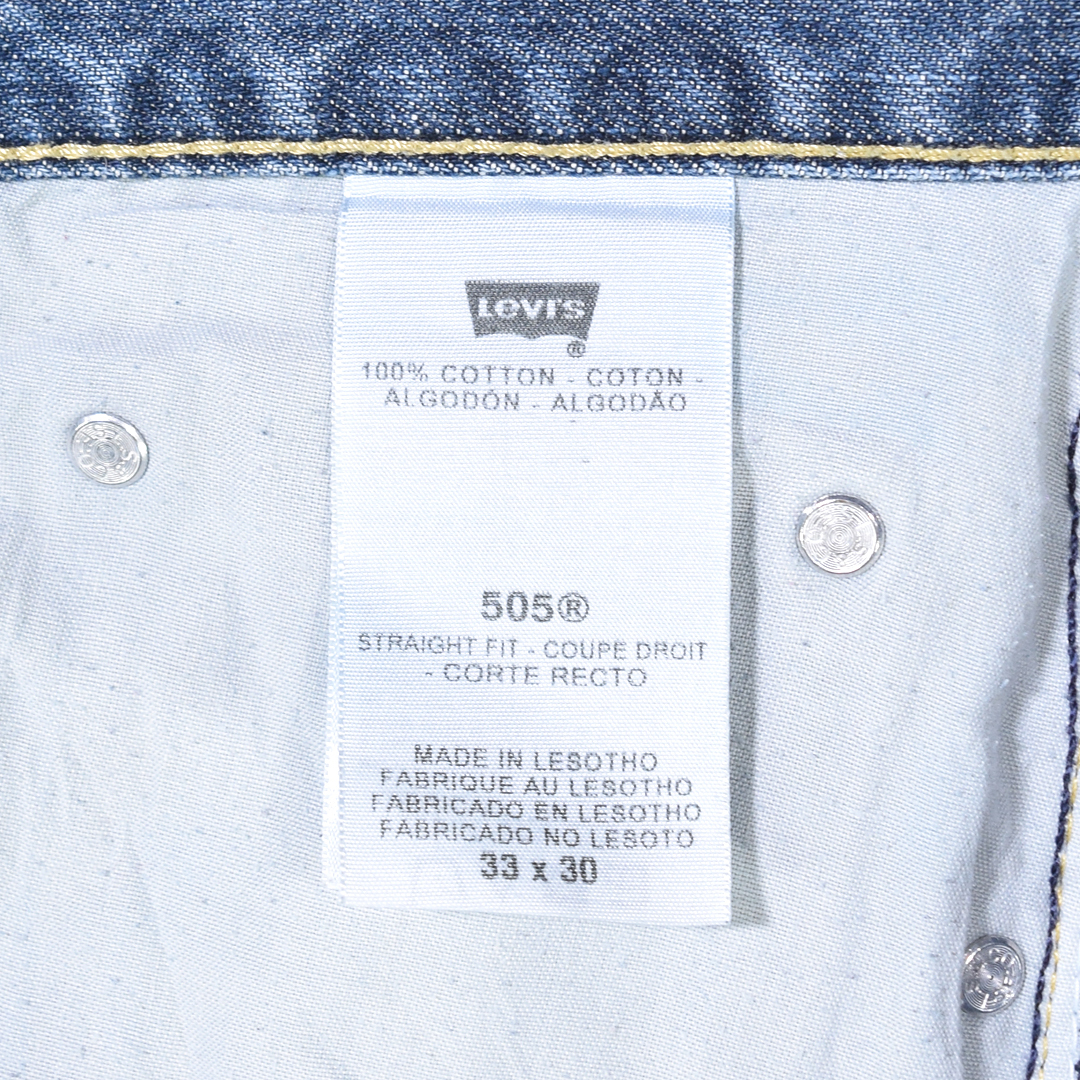 LEVI'S
®
100% COTTON - COTON -
ALGODÓN - ALGODÃO
505®
STRAIGHT FIT - COUPE DROIT
- CORTE RECTO
MADE IN LESOTHO
FABRIQUE AU LESOTHO
FABRICADO EN LESOTHO
FABRICADO NO LESOTO
33 x 30